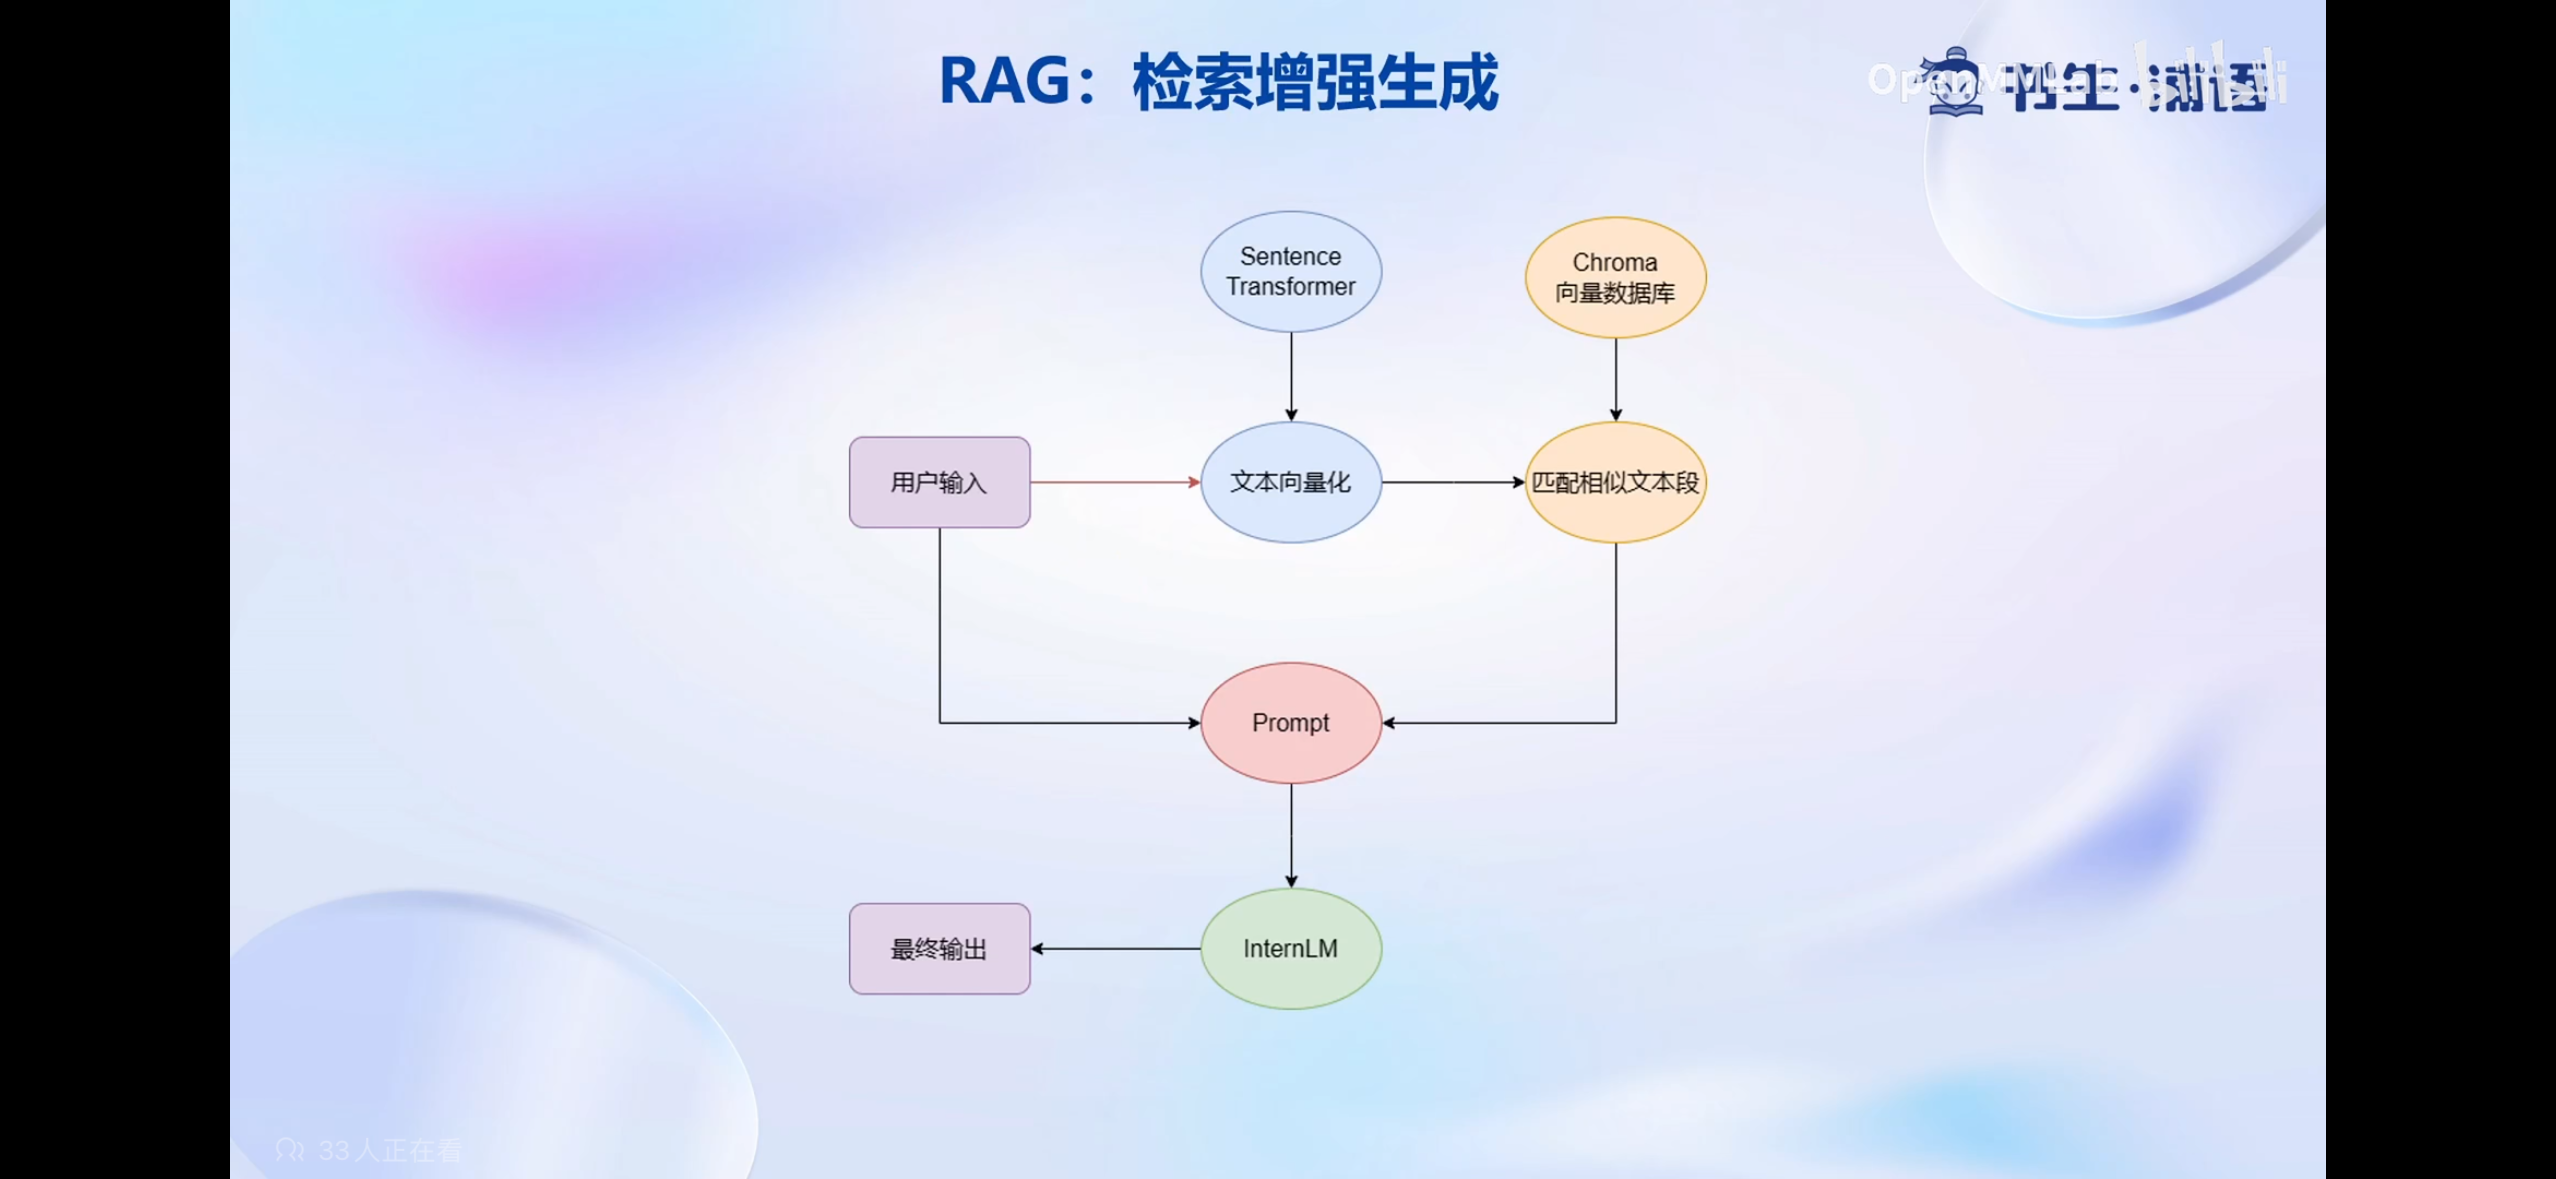 RAG：检索增强生成
OpenMMLab
书生·浦语
Sentence
Transformer
Chroma
向量数据库
用户输入
文本向量化
匹配相似文本段
Prompt
最终输出
InternLM
33人正在看